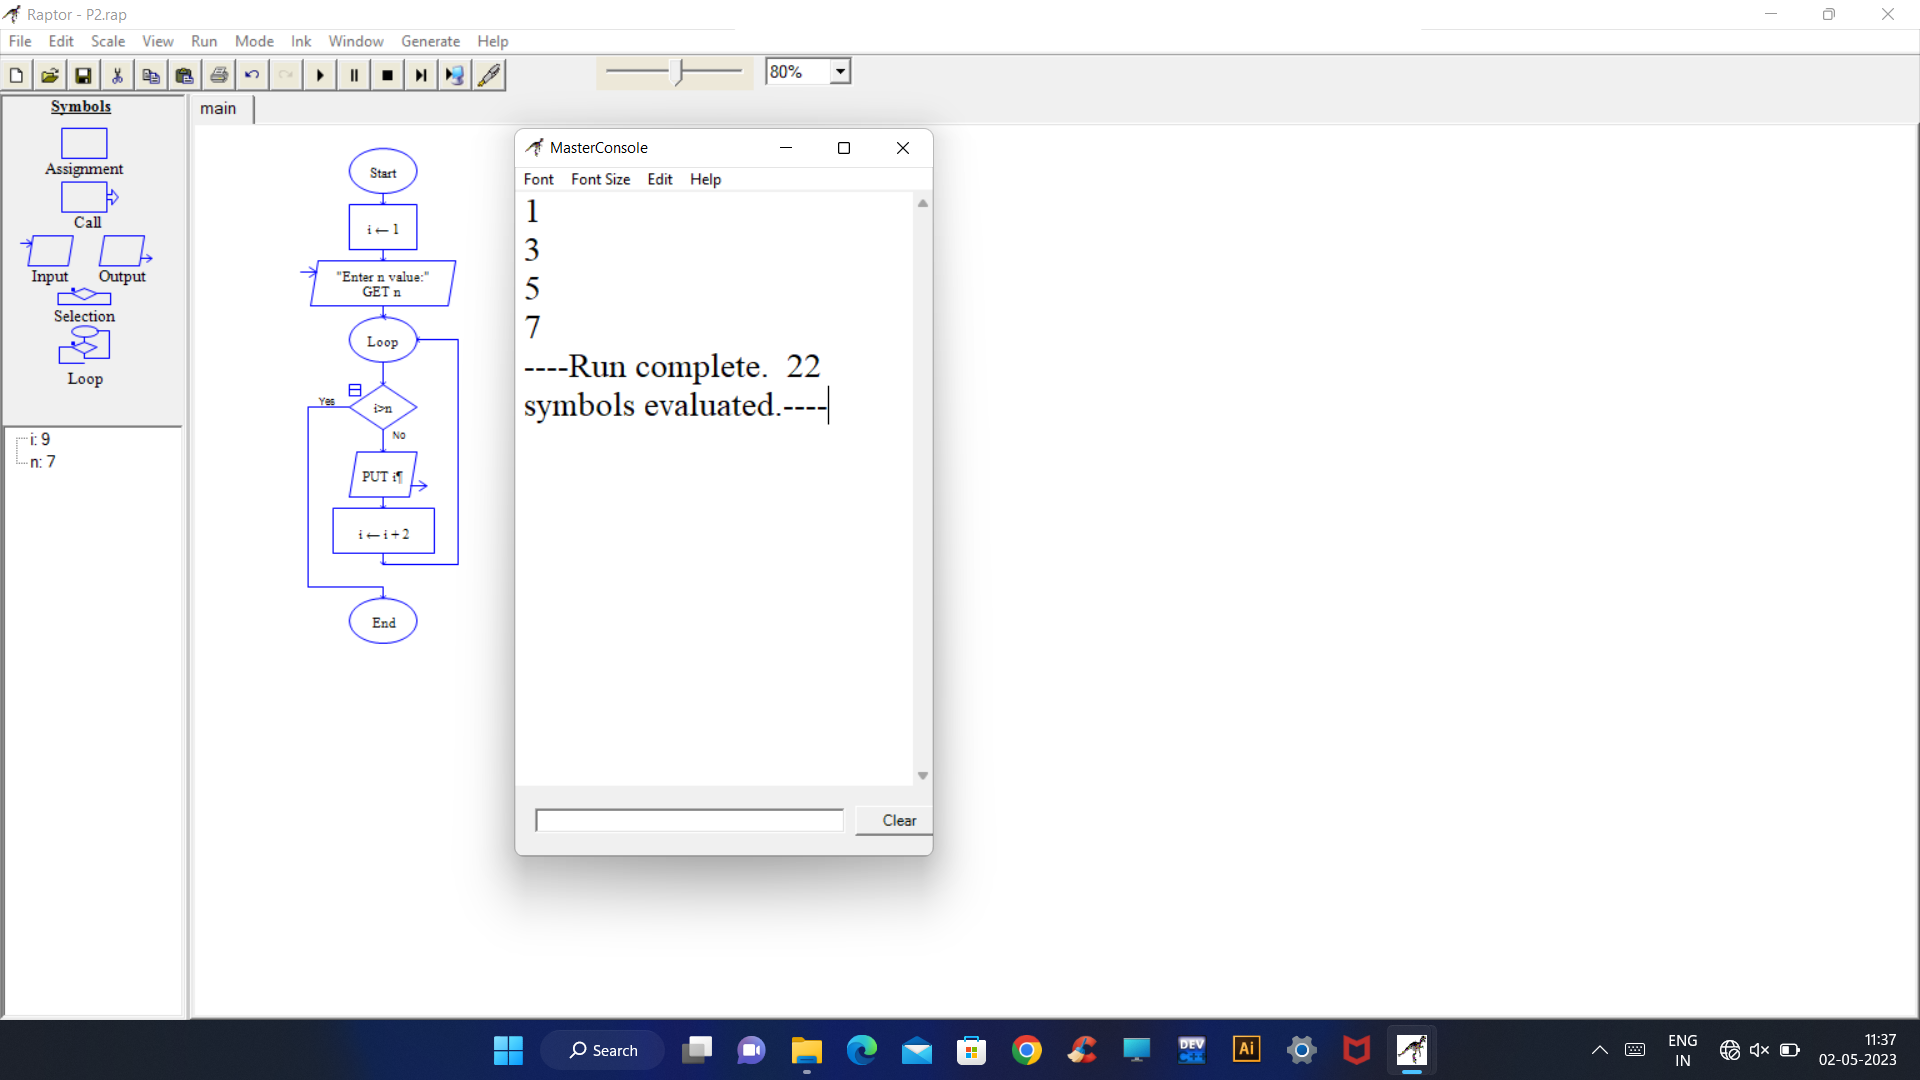 Raptor - P2.rap
File Edit Scale View Run Mode Ink Window Generate Help
80%
Symbols
Assignment
Call
Input Output
Selection
Loop
i: 9
n: 7
main
Start
i ← 1
"Enter n value:"
GET n
Loop
Yes
i>n
No
PUT i¶
i ← i + 2
End
MasterConsole
Font Font Size Edit Help
1
3
5
7
----Run complete.  22
symbols evaluated.----
Clear
Search
DEV
C++
Ai
ENG
IN
11:37
02-05-2023